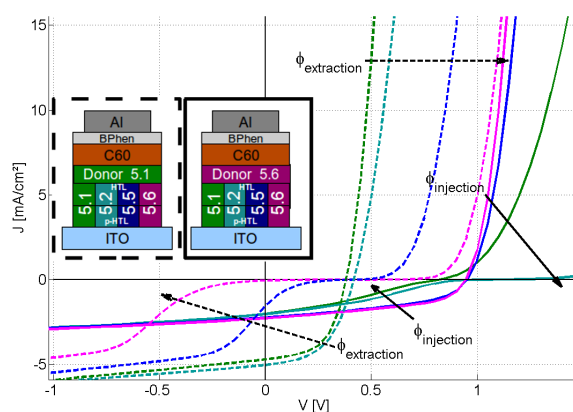 15
10
5
0
-5
J [mA/cm²]
-1
-0.5
0
0.5
1
V [V]
ϕextraction
ϕinjection
ϕinjection
ϕextraction
Al
BPhen
C60
Donor 5.1
HTL
5.1
5.2
5.5
5.6
p-HTL
ITO
Al
BPhen
C60
Donor 5.6
HTL
5.1
5.2
5.5
5.6
p-HTL
ITO